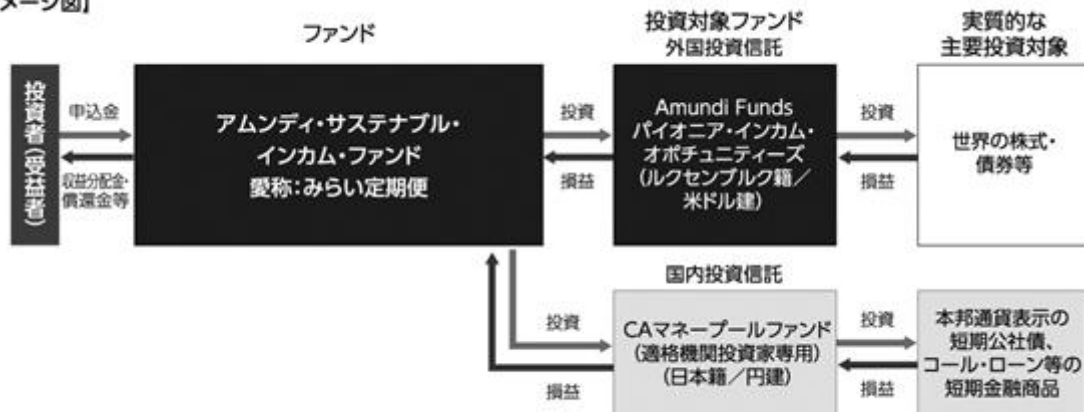 メージ図】
ファンド
投資対象ファンド
外国投資信託
実質的な
主要投資対象
投資者(受益者)
申込金
収益分配金・
償還金等
アムンディ・サステナブル・
インカム・ファンド
愛称:みらい定期便
投資
損益
Amundi Funds
パイオニア・インカム・
オポチュニティーズ
(ルクセンブルク籍/
米ドル建)
投資
損益
世界の株式・
債券等
国内投資信託
投資
損益
CAマネープールファンド
(適格機関投資家専用)
(日本籍/円建)
投資
損益
本邦通貨表示の
短期公社債、
コール・ローン等の
短期金融商品